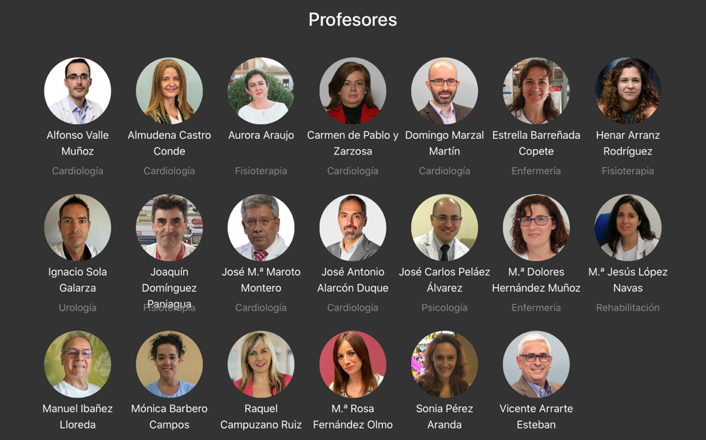 Profesores
Alfonso Valle
Muñoz
Cardiología
Almudena Castro
Conde
Cardiología
Aurora Araujo
Fisioterapia
Carmen de Pablo y
Zarzosa
Cardiología
Domingo Marzal
Martín
Cardiología
Estrella Barreñada
Copete
Enfermería
Henar Arranz
Rodríguez
Fisioterapia
Ignacio Sola
Galarza
Urología
Joaquín
Domínguez
Paniagua
Fisioterapia
José M.ª Maroto
Montero
Cardiología
José Antonio
Alarcón Duque
Cardiología
José Carlos Peláez
Álvarez
Psicología
M.ª Dolores
Hernández Muñoz
Enfermería
M.ª Jesús López
Navas
Rehabilitación
Manuel Ibañez
Lloreda
Mónica Barbero
Campos
Raquel
Campuzano Ruiz
M.ª Rosa
Fernández Olmo
Sonia Pérez
Aranda
Vicente Arrarte
Esteban